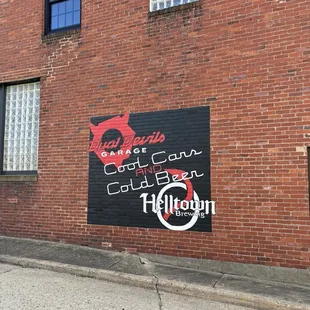 Dual Devils
GARAGE
Cool Cars
AND
Cold Beer
Helltown
Brewing